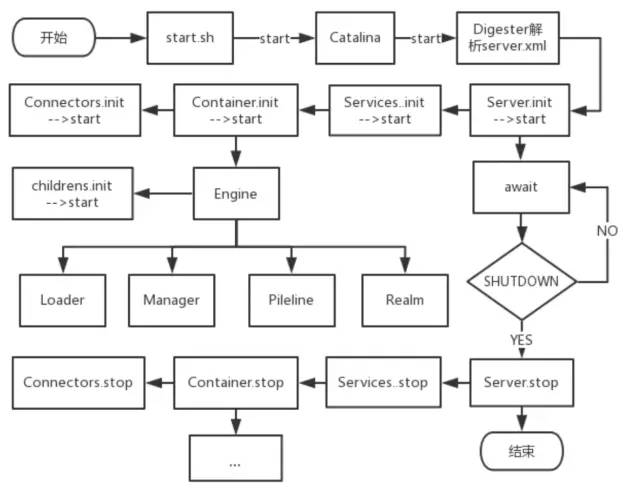 开始
start.sh
start
Catalina
start
Digester解
析server.xml
Connectors.init
-->start
Container.init
-->start
Services..init
-->start
Server.init
-->start
childrens.init
-->start
Engine
await
NO
Loader
Manager
Pileline
Realm
SHUTDOWN
YES
Connectors.stop
Container.stop
Services..stop
Server.stop
...
结束